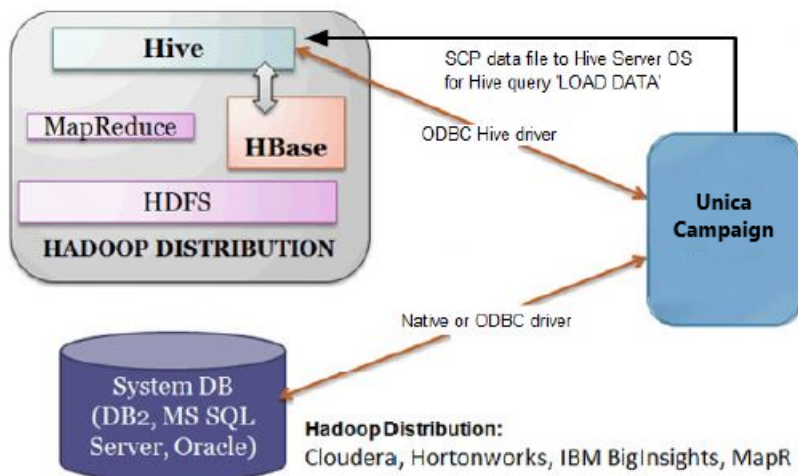 Hive
SCP data file to Hive Server OS
for Hive query 'LOAD DATA'
MapReduce
HBase
ODBC Hive driver
HDFS
HADOOP DISTRIBUTION
Unica
Campaign
Native or ODBC driver
System DB
(DB2, MS SQL
Server, Oracle)
Hadoop Distribution:
Cloudera, Hortonworks, IBM BigInsights, MapR